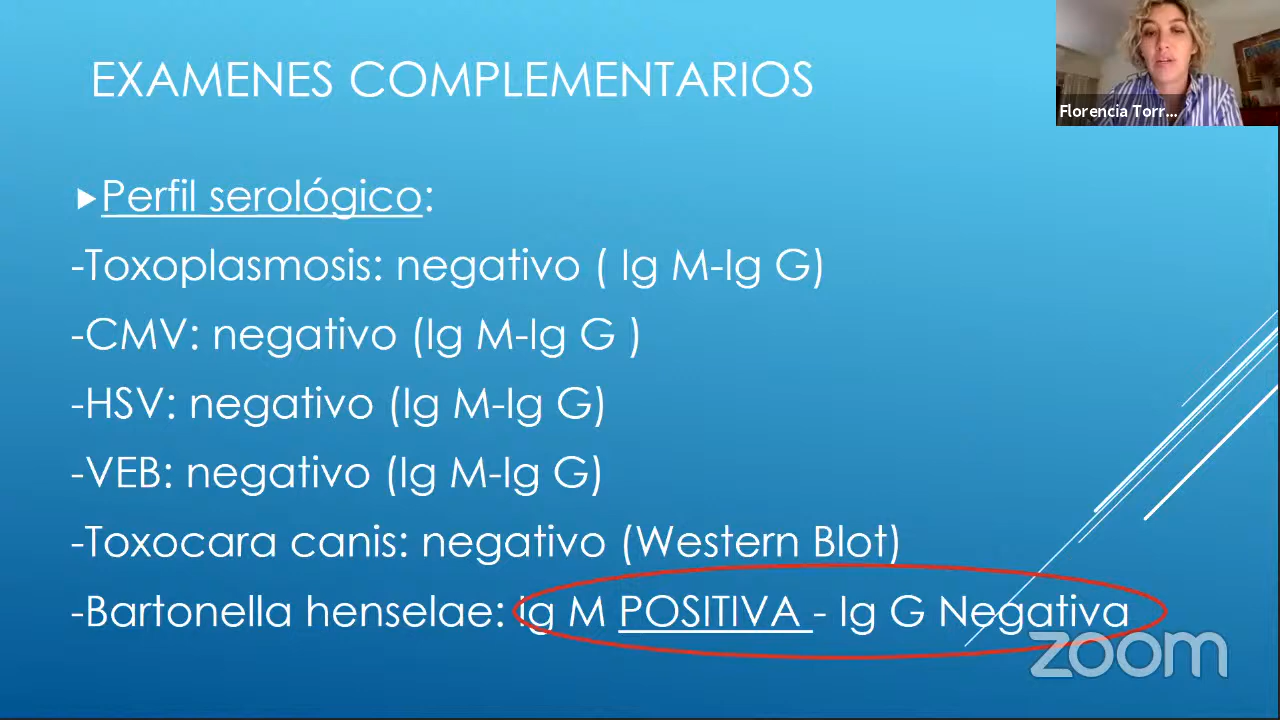 EXAMENES COMPLEMENTARIOS
Florencia Torr...
Perfil serológico:
-Toxoplasmosis: negativo ( Ig M-Ig G)
-CMV: negativo (Ig M-Ig G )
-HSV: negativo (Ig M-Ig G)
-VEB: negativo (Ig M-Ig G)
-Toxocara canis: negativo (Western Blot)
-Bartonella henselae: Ig M POSITIVA - Ig G Negativa
zoom